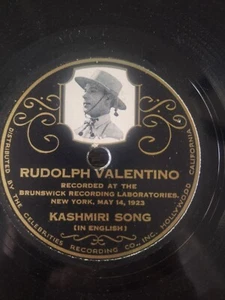 RUDOLPH VALENTINO
RECORDED AT THE
BRUNSWICK RECORDING LABORATORIES.
NEW YORK, MAY 14, 1923
KASHMIRI SONG
[IN ENGLISH]
DISTRIBUTED BY THE CELEBRITIES RECORDING CO., INC., HOLLYWOOD CALIFORNIA